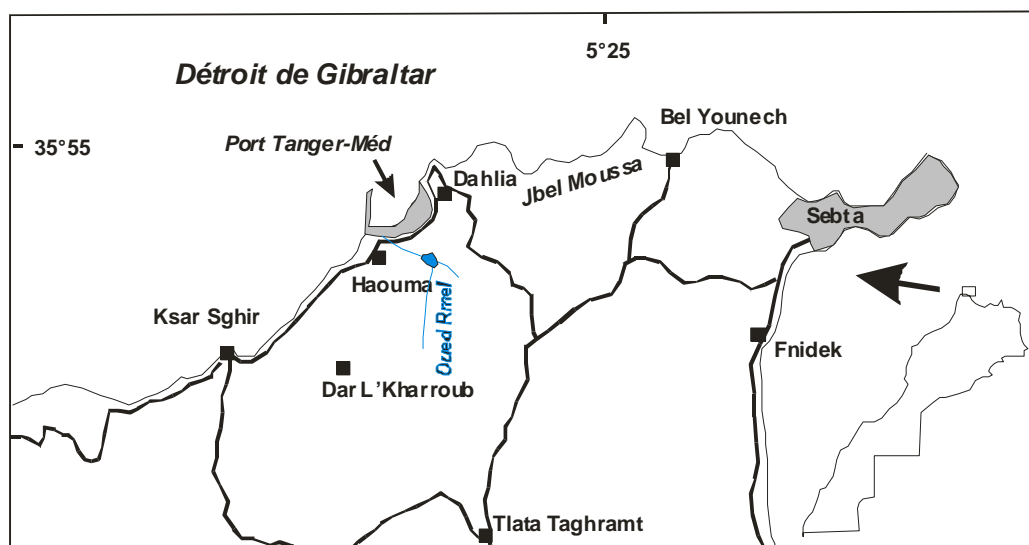 5°25
Détroit de Gibraltar
Bel Younech
35°55
Port Tanger-Méd
Jbel Moussa
Dahlia
Sebta
Haouma
Oued Rmel
Ksar Sghir
Fnidek
Dar L'Kharroub
Tlata Taghramt